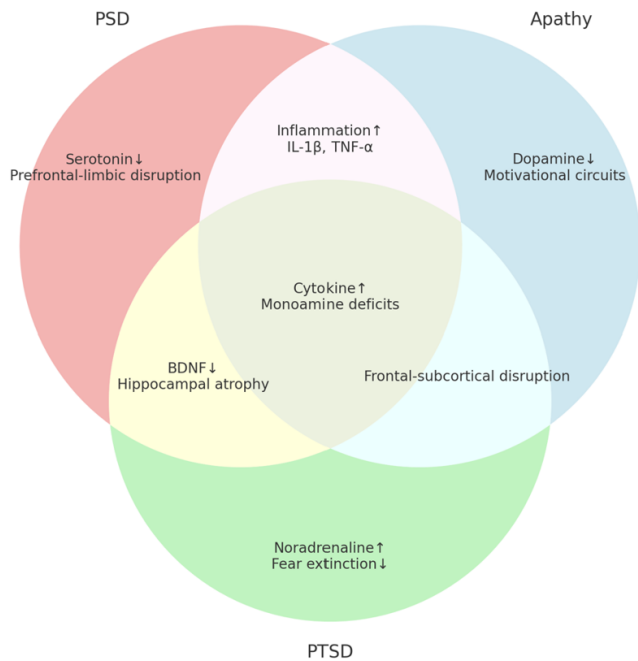 PSD
Apathy
Inflammation↑
IL-1β, TNF-α
Serotonin↓
Prefrontal-limbic disruption
Dopamine↓
Motivational circuits
Cytokine↑
Monoamine deficits
BDNF↓
Hippocampal atrophy
Frontal-subcortical disruption
Noradrenaline↑
Fear extinction↓
PTSD